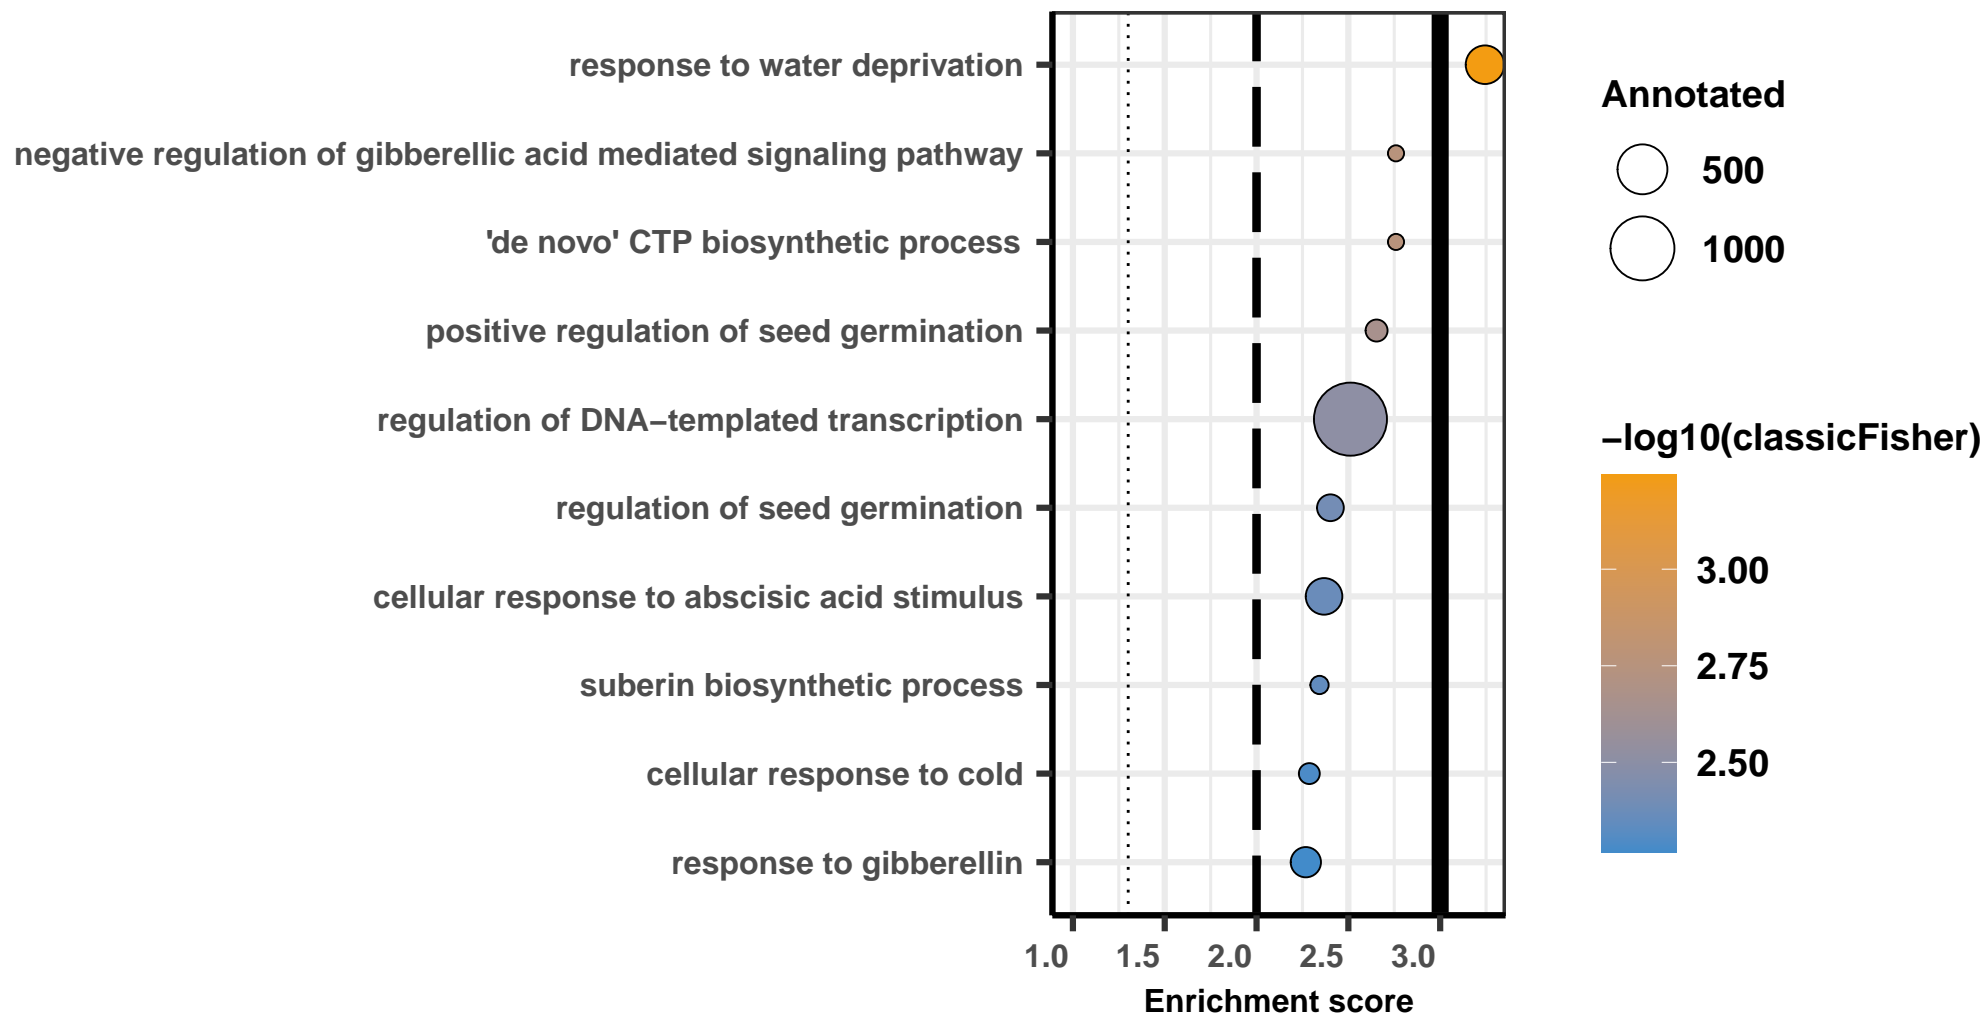 response to water deprivation
negative regulation of gibberellic acid mediated signaling pathway
'de novo' CTP biosynthetic process
positive regulation of seed germination
regulation of DNA−templated transcription
regulation of seed germination
cellular response to abscisic acid stimulus
suberin biosynthetic process
cellular response to cold
response to gibberellin
1.0 1.5 2.0 2.5 3.0
Enrichment score
Annotated
500
1000
−log10(classicFisher)
3.00
2.75
2.50